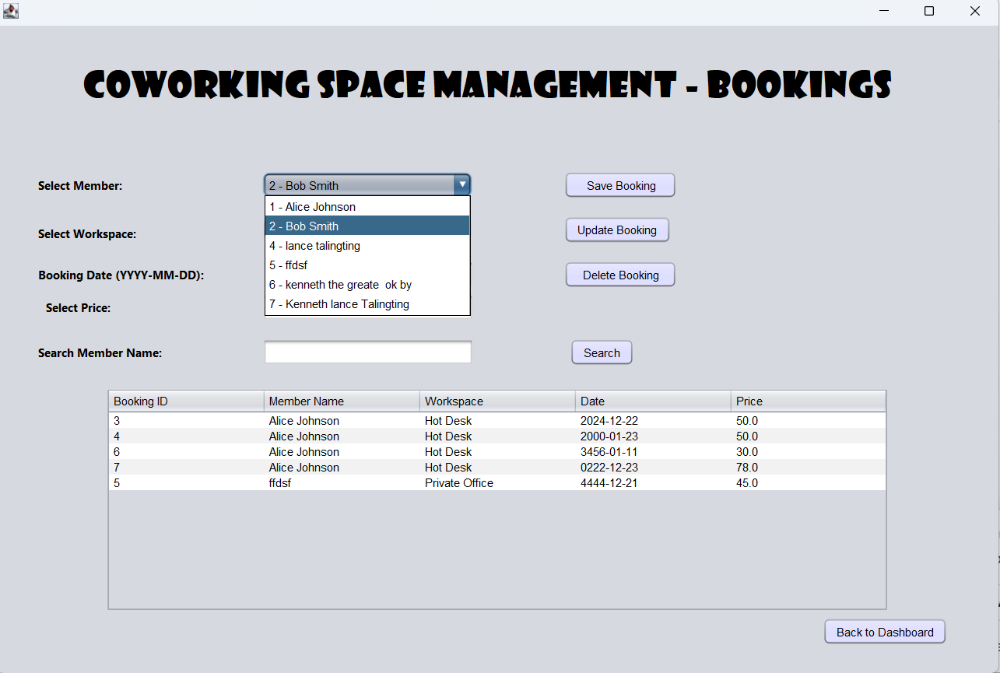 COWORKING SPACE MANAGEMENT - BOOKINGS
Select Member:
2 - Bob Smith
Save Booking
1 - Alice Johnson
2 - Bob Smith
4 - lance talingting
5 - ffdsf
6 - kenneth the greate  ok by
7 - Kenneth lance Talingting
Select Workspace:
Update Booking
Booking Date (YYYY-MM-DD):
Delete Booking
Select Price:
Search Member Name:
Search
Booking ID Member Name Workspace Date Price
3 Alice Johnson Hot Desk 2024-12-22 50.0
4 Alice Johnson Hot Desk 2000-01-23 50.0
6 Alice Johnson Hot Desk 3456-01-11 30.0
7 Alice Johnson Hot Desk 0222-12-23 78.0
5 ffdsf Private Office 4444-12-21 45.0
Back to Dashboard